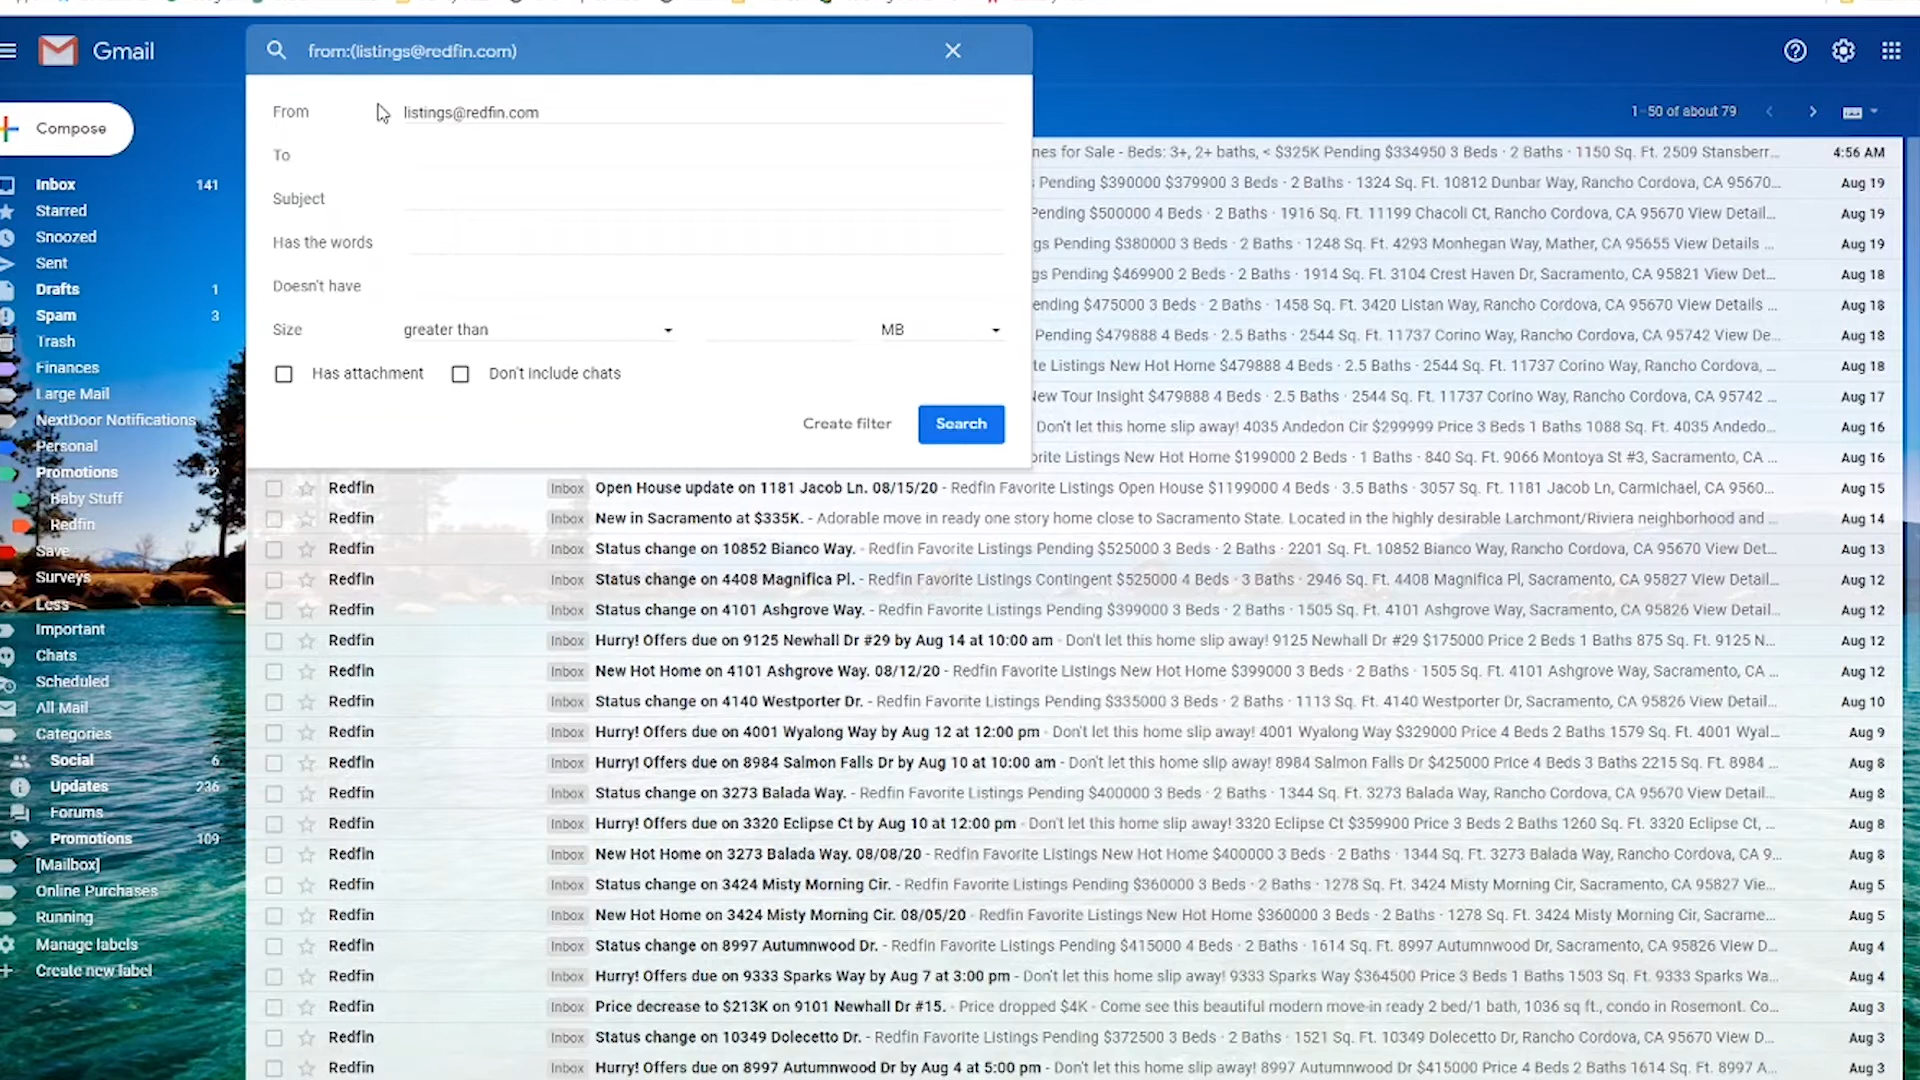 Gmail
from:(listings@redfin.com)
Compose
1–50 of about 79
From
listings@redfin.com
To
Subject
Has the words
Doesn't have
Size
greater than
MB
Has attachment
Don't include chats
Create filter
Search
Inbox 141
Starred
Snoozed
Sent
Drafts 1
Spam 3
Trash
Finances
Large Mail
NextDoor Notifications
Personal
Promotions 12
Baby Stuff
Redfin
Save
Surveys
Less
Important
Chats
Scheduled
All Mail
Categories
Social 6
Updates 236
Forums
Promotions 109
[Mailbox]
Online Purchases
Running
Manage labels
Create new label
for Sale - Beds: 3+, 2+ baths, < $325K Pending $334950 3 Beds · 2 Baths · 1150 Sq. Ft. 2509 Stansberr... 4:56 AM
Pending $390000 $379900 3 Beds · 2 Baths · 1324 Sq. Ft. 10812 Dunbar Way, Rancho Cordova, CA 95670... Aug 19
Pending $500000 4 Beds · 2 Baths · 1916 Sq. Ft. 11199 Chacoli Ct, Rancho Cordova, CA 95670 View Detail... Aug 19
gs Pending $380000 3 Beds · 2 Baths · 1248 Sq. Ft. 4293 Monhegan Way, Mather, CA 95655 View Details ... Aug 19
gs Pending $469900 2 Beds · 2 Baths · 1914 Sq. Ft. 3104 Crest Haven Dr, Sacramento, CA 95821 View Det... Aug 18
ending $475000 3 Beds · 2 Baths · 1458 Sq. Ft. 3420 Listan Way, Rancho Cordova, CA 95670 View Details ... Aug 18
Pending $479888 4 Beds · 2.5 Baths · 2544 Sq. Ft. 11737 Corino Way, Rancho Cordova, CA 95742 View De... Aug 18
te Listings New Hot Home $479888 4 Beds · 2.5 Baths · 2544 Sq. Ft. 11737 Corino Way, Rancho Cordova, ... Aug 18
New Tour Insight $479888 4 Beds · 2.5 Baths · 2544 Sq. Ft. 11737 Corino Way, Rancho Cordova, CA 95742 ... Aug 17
Don't let this home slip away! 4035 Andedon Cir $299999 Price 3 Beds 1 Baths 1088 Sq. Ft. 4035 Andedo... Aug 16
orite Listings New Hot Home $199000 2 Beds · 1 Bath · 840 Sq. Ft. 9066 Montoya St #3, Sacramento, CA ... Aug 16
Redfin Inbox Open House update on 1181 Jacob Ln. 08/15/20 - Redfin Favorite Listings Open House $1199000 4 Beds · 3.5 Baths · 3057 Sq. Ft. 1181 Jacob Ln, Carmichael, CA 9560... Aug 15
Redfin Inbox New in Sacramento at $335K. - Adorable move in ready one story home close to Sacramento State. Located in the highly desirable Larchmont/Riviera neighborhood and ... Aug 14
Redfin Inbox Status change on 10852 Bianco Way. - Redfin Favorite Listings Pending $525000 3 Beds · 2 Baths · 2201 Sq. Ft. 10852 Bianco Way, Rancho Cordova, CA 95670 View Det... Aug 13
Redfin Inbox Status change on 4408 Magnifica Pl. - Redfin Favorite Listings Contingent $525000 4 Beds · 3 Baths · 2946 Sq. Ft. 4408 Magnifica Pl, Sacramento, CA 95827 View Detail... Aug 12
Redfin Inbox Status change on 4101 Ashgrove Way. - Redfin Favorite Listings Pending $399000 3 Beds · 2 Baths · 1505 Sq. Ft. 4101 Ashgrove Way, Sacramento, CA 95826 View Detail... Aug 12
Redfin Inbox Hurry! Offers due on 9125 Newhall Dr #29 by Aug 14 at 10:00 am - Don't let this home slip away! 9125 Newhall Dr #29 $175000 Price 2 Beds 1 Baths 875 Sq. Ft. 9125 N... Aug 12
Redfin Inbox New Hot Home on 4101 Ashgrove Way. 08/12/20 - Redfin Favorite Listings New Hot Home $399000 3 Beds · 2 Baths · 1505 Sq. Ft. 4101 Ashgrove Way, Sacramento, CA ... Aug 12
Redfin Inbox Status change on 4140 Westporter Dr. - Redfin Favorite Listings Pending $335000 3 Beds · 2 Baths · 1113 Sq. Ft. 4140 Westporter Dr, Sacramento, CA 95826 View Detail... Aug 10
Redfin Inbox Hurry! Offers due on 4001 Wyalong Way by Aug 12 at 12:00 pm - Don't let this home slip away! 4001 Wyalong Way $329000 Price 4 Beds 2 Baths 1579 Sq. Ft. 4001 Wyal... Aug 9
Redfin Inbox Hurry! Offers due on 8984 Salmon Falls Dr by Aug 10 at 10:00 am - Don't let this home slip away! 8984 Salmon Falls Dr $425000 Price 4 Beds 3 Baths 2215 Sq. Ft. 8984 ... Aug 8
Redfin Inbox Status change on 3273 Balada Way. - Redfin Favorite Listings Pending $400000 3 Beds · 2 Baths · 1344 Sq. Ft. 3273 Balada Way, Rancho Cordova, CA 95670 View Detail... Aug 8
Redfin Inbox Hurry! Offers due on 3320 Eclipse Ct by Aug 10 at 12:00 pm - Don't let this home slip away! 3320 Eclipse Ct $359900 Price 3 Beds 2 Baths 1260 Sq. Ft. 3320 Eclipse Ct, ... Aug 8
Redfin Inbox New Hot Home on 3273 Balada Way. 08/08/20 - Redfin Favorite Listings New Hot Home $400000 3 Beds · 2 Baths · 1344 Sq. Ft. 3273 Balada Way, Rancho Cordova, CA 9... Aug 8
Redfin Inbox Status change on 3424 Misty Morning Cir. - Redfin Favorite Listings Pending $360000 3 Beds · 2 Baths · 1278 Sq. Ft. 3424 Misty Morning Cir, Sacramento, CA 95827 Vie... Aug 5
Redfin Inbox New Hot Home on 3424 Misty Morning Cir. 08/05/20 - Redfin Favorite Listings New Hot Home $360000 3 Beds · 2 Baths · 1278 Sq. Ft. 3424 Misty Morning Cir, Sacrame... Aug 5
Redfin Inbox Status change on 8997 Autumnwood Dr. - Redfin Favorite Listings Pending $415000 4 Beds · 2 Baths · 1614 Sq. Ft. 8997 Autumnwood Dr, Sacramento, CA 95826 View D... Aug 4
Redfin Inbox Hurry! Offers due on 9333 Sparks Way by Aug 7 at 3:00 pm - Don't let this home slip away! 9333 Sparks Way $364500 Price 3 Beds 1 Baths 1503 Sq. Ft. 9333 Sparks Wa... Aug 4
Redfin Inbox Price decrease to $213K on 9101 Newhall Dr #15. - Price dropped $4K - Come see this beautiful modern move-in ready 2 bed/1 bath, 1036 sq ft., condo in Rosemont. Co... Aug 3
Redfin Inbox Status change on 10349 Dolecetto Dr. - Redfin Favorite Listings Pending $372500 3 Beds · 2 Baths · 1521 Sq. Ft. 10349 Dolecetto Dr, Rancho Cordova, CA 95670 View D... Aug 3
Redfin Inbox Hurry! Offers due on 8997 Autumnwood Dr by Aug 4 at 5:00 pm - Don't let this home slip away! 8997 Autumnwood Dr $415000 Price 4 Beds 2 Baths 1614 Sq. Ft. 8997 A... Aug 3